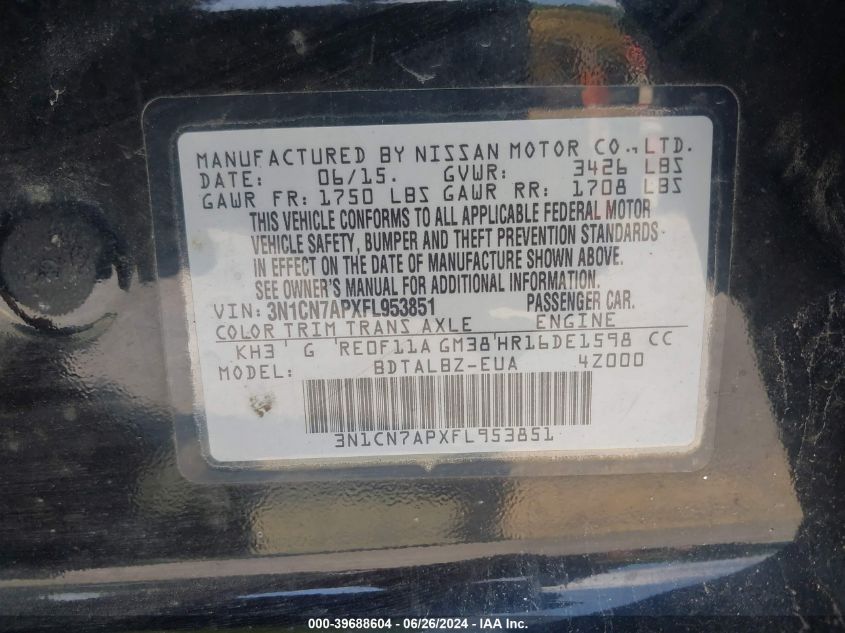 MANUFACTURED BY NISSAN MOTOR CO., LTD.
DATE: 06/15. GVWR: 3426 LBS
GAWR FR: 1750 LBS GAWR RR: 1708 LBS
THIS VEHICLE CONFORMS TO ALL APPLICABLE FEDERAL MOTOR
VEHICLE SAFETY, BUMPER AND THEFT PREVENTION STANDARDS
IN EFFECT ON THE DATE OF MANUFACTURE SHOWN ABOVE.
SEE OWNER'S MANUAL FOR ADDITIONAL INFORMATION.
VIN: 3N1CN7APXFL953851 PASSENGER CAR.
COLOR TRIM TRANS AXLE ENGINE
KH3 ' G 'RE0F11A GM38'HR16DE1598 CC
MODEL: BDTALBZ-EUA 4Z000
3N1CN7APXFL953851
000-39688604 / 06/26/2024 - IAA, Inc.